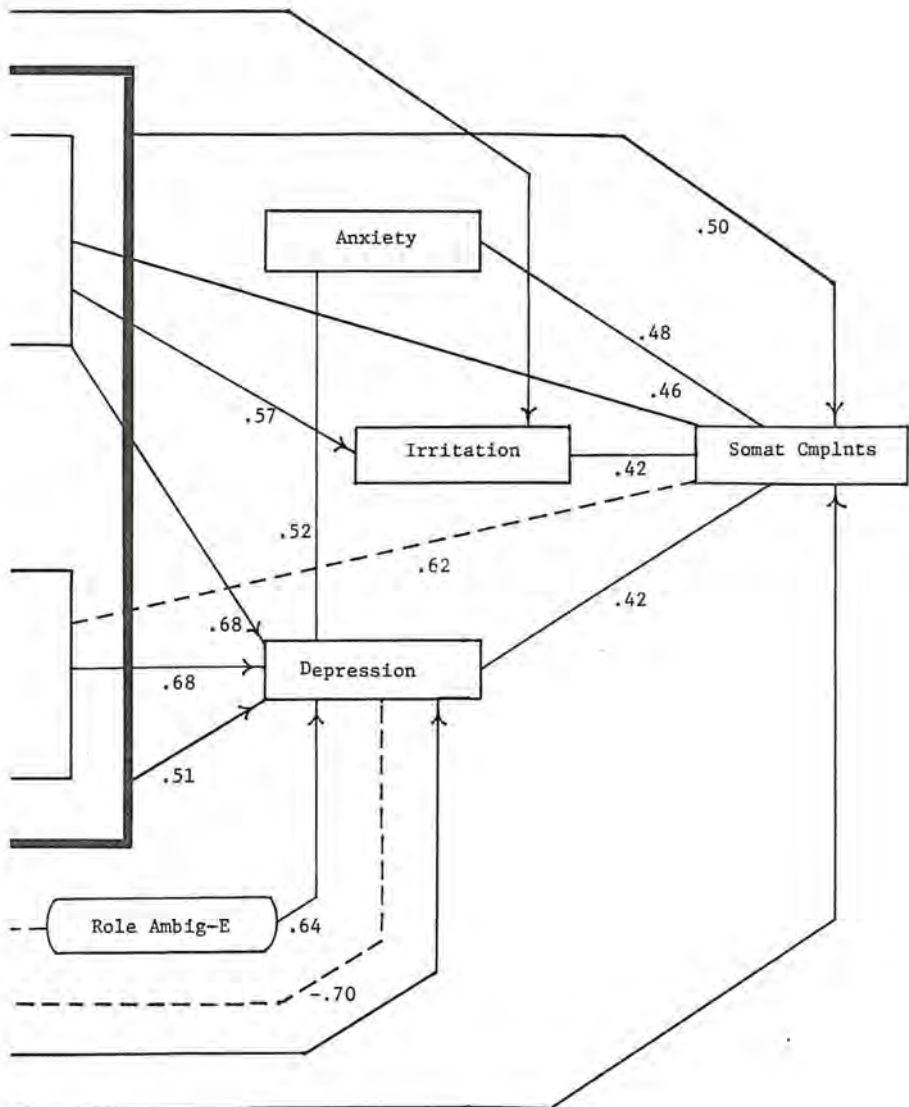 .50
Anxiety
.48
.46
.57
Irritation
.42
Somat Cmplnts
.52
.62
.42
.68
Depression
.68
.51
Role Ambig-E
.64
-.70